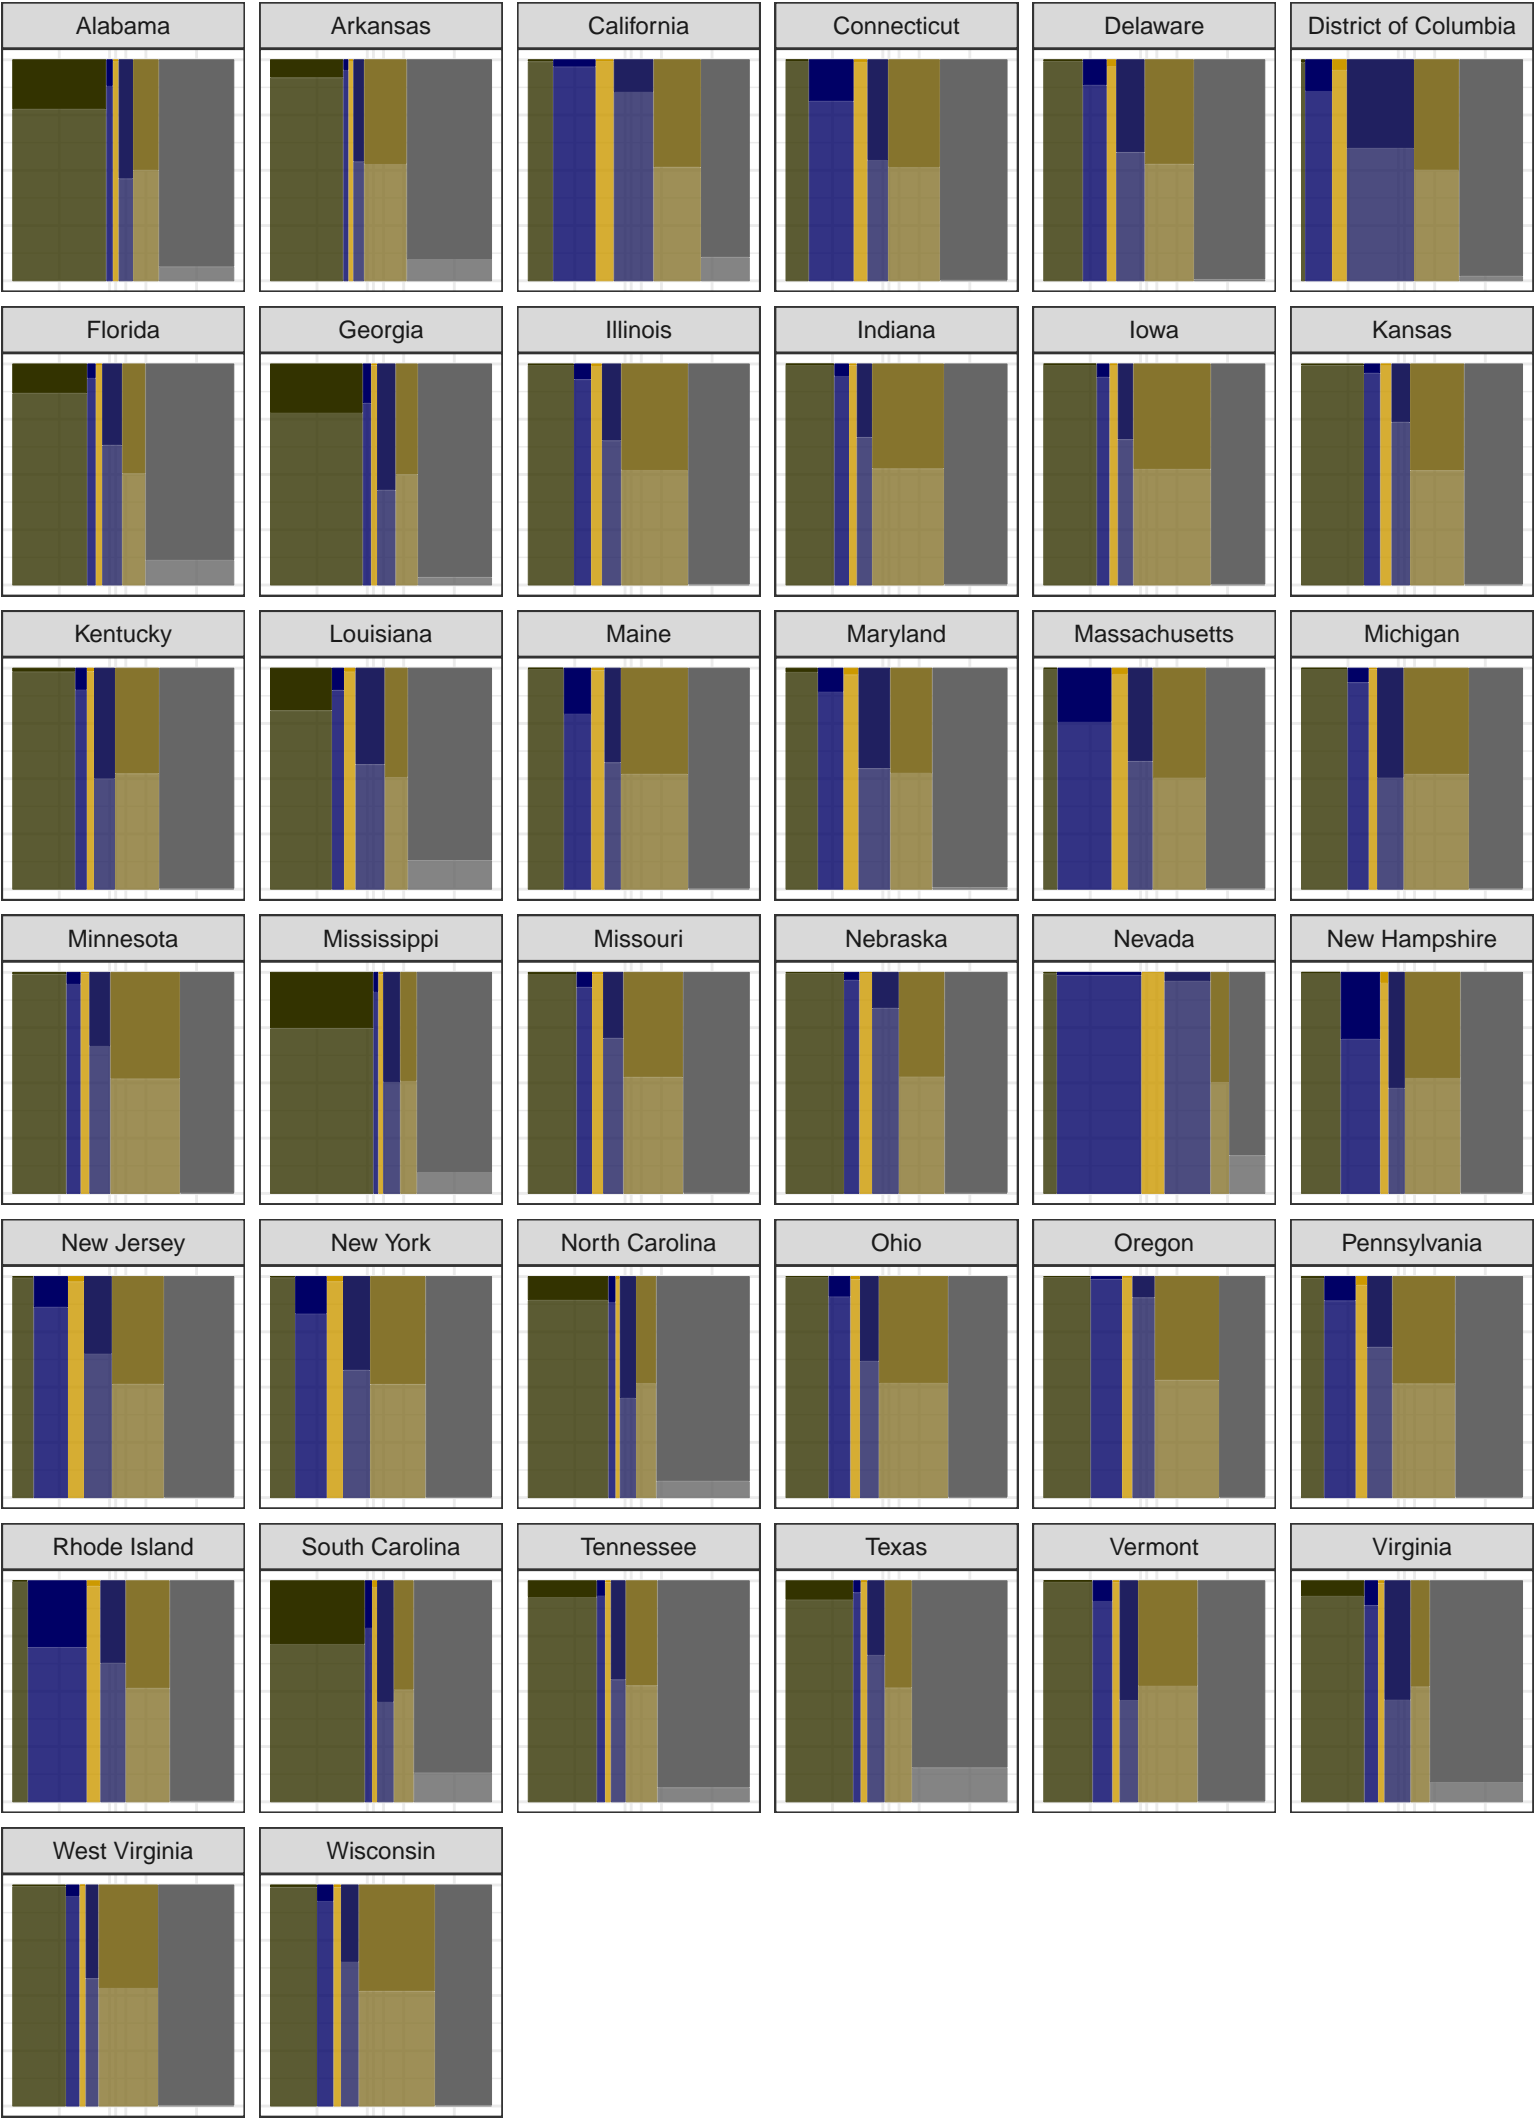 Alabama
Arkansas
California
Connecticut
Delaware
District of Columbia
Florida
Georgia
Illinois
Indiana
Iowa
Kansas
Kentucky
Louisiana
Maine
Maryland
Massachusetts
Michigan
Minnesota
Mississippi
Missouri
Nebraska
Nevada
New Hampshire
New Jersey
New York
North Carolina
Ohio
Oregon
Pennsylvania
Rhode Island
South Carolina
Tennessee
Texas
Vermont
Virginia
West Virginia
Wisconsin